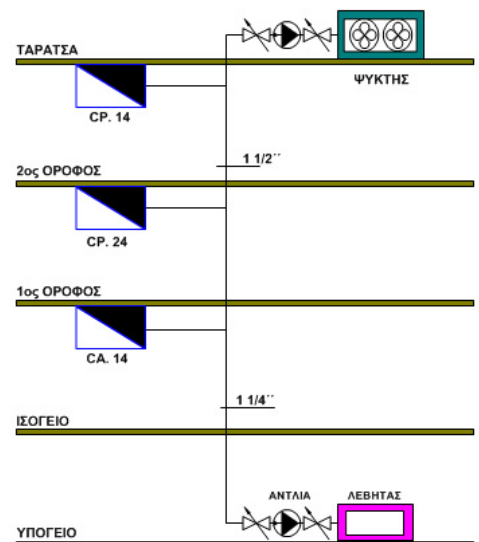 ΤΑΡΑΤΣΑ
ΨΥΚΤΗΣ
CP. 14
1 1/2΄΄
2ος ΟΡΟΦΟΣ
CP. 24
1ος ΟΡΟΦΟΣ
CA. 14
1 1/4΄΄
ΙΣΟΓΕΙΟ
ΑΝΤΛΙΑ ΛΕΒΗΤΑΣ
ΥΠΟΓΕΙΟ